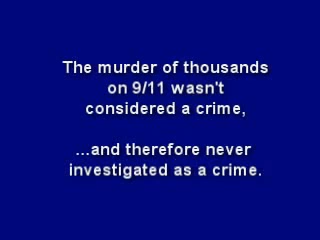 The murder of thousands
on 9/11 wasn't
considered a crime,
...and therefore never
investigated as a crime.